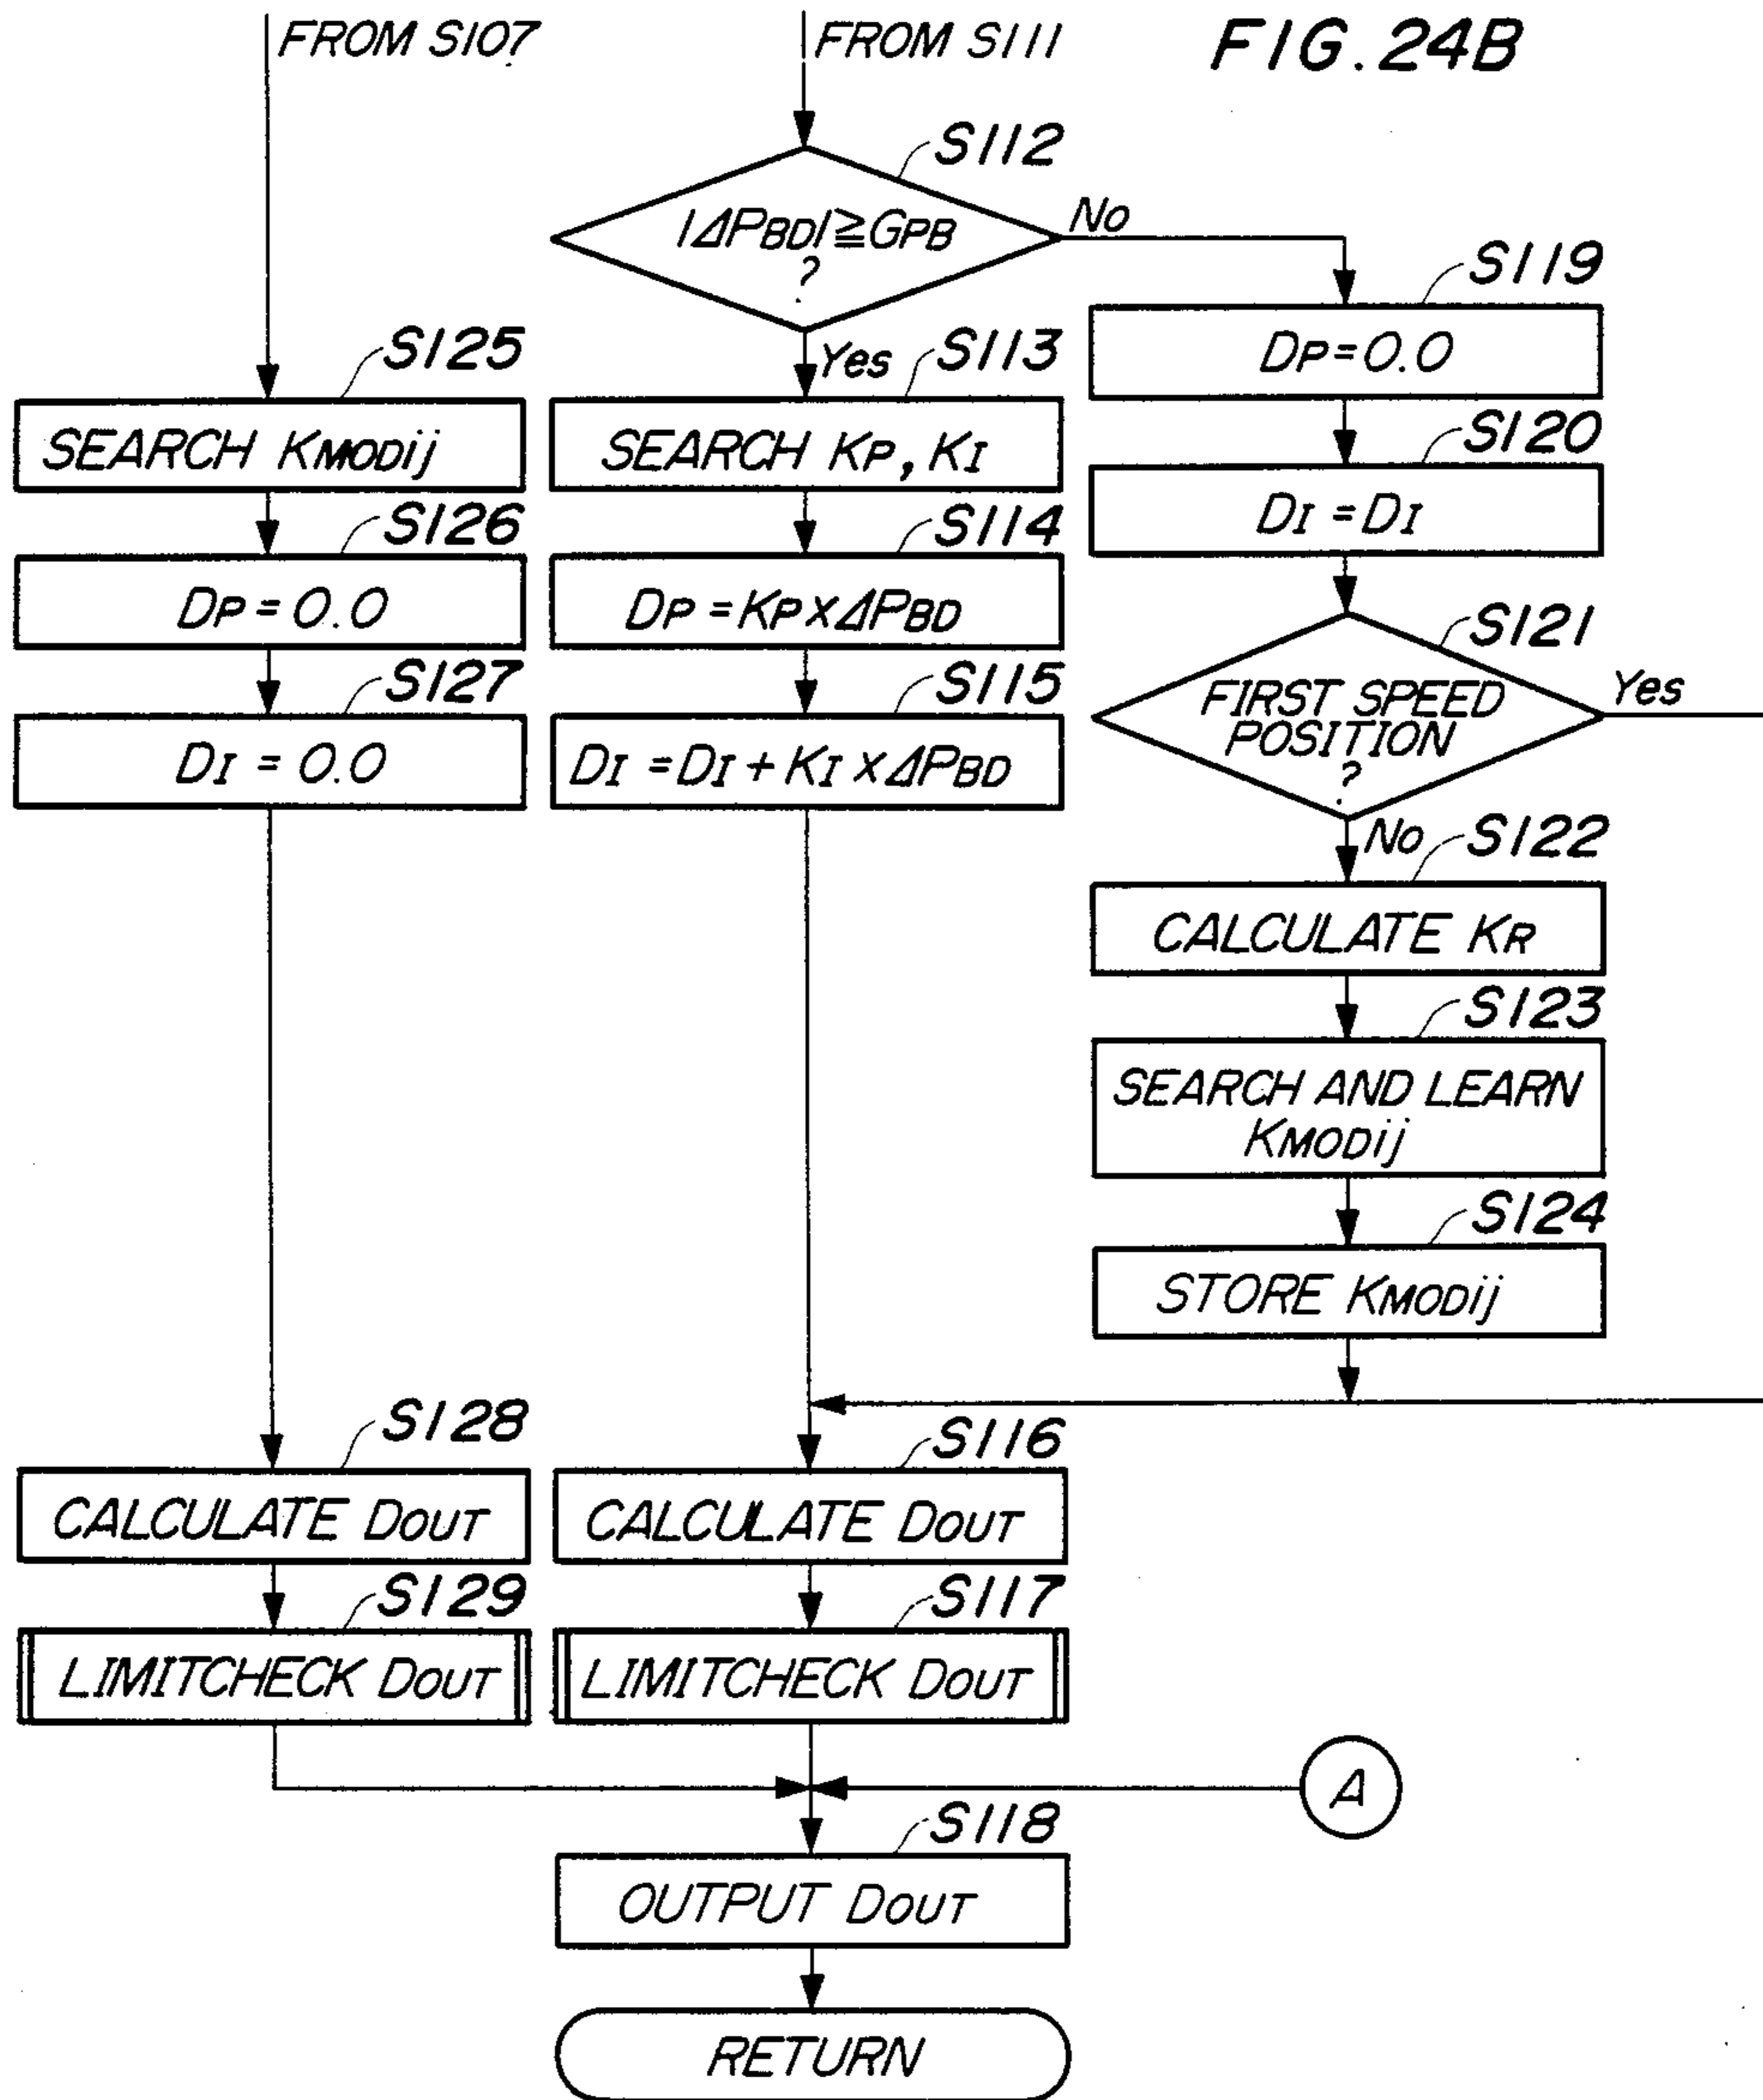 FROM S107
FROM S111
FIG. 24B
S112
|ΔPBD|≧GPB
?
No
Yes
S125
SEARCH KMODij
S126
DP = 0.0
S127
DI = 0.0
S113
SEARCH KP, KI
S114
DP = KP × ΔPBD
S115
DI = DI + KI × ΔPBD
S119
DP = 0.0
S120
DI = DI
S121
FIRST SPEED
POSITION
?
Yes
No
S122
CALCULATE KR
S123
SEARCH AND LEARN
KMODij
S124
STORE KMODij
S128
CALCULATE DOUT
S129
LIMITCHECK DOUT
S116
CALCULATE DOUT
S117
LIMITCHECK DOUT
A
S118
OUTPUT DOUT
RETURN